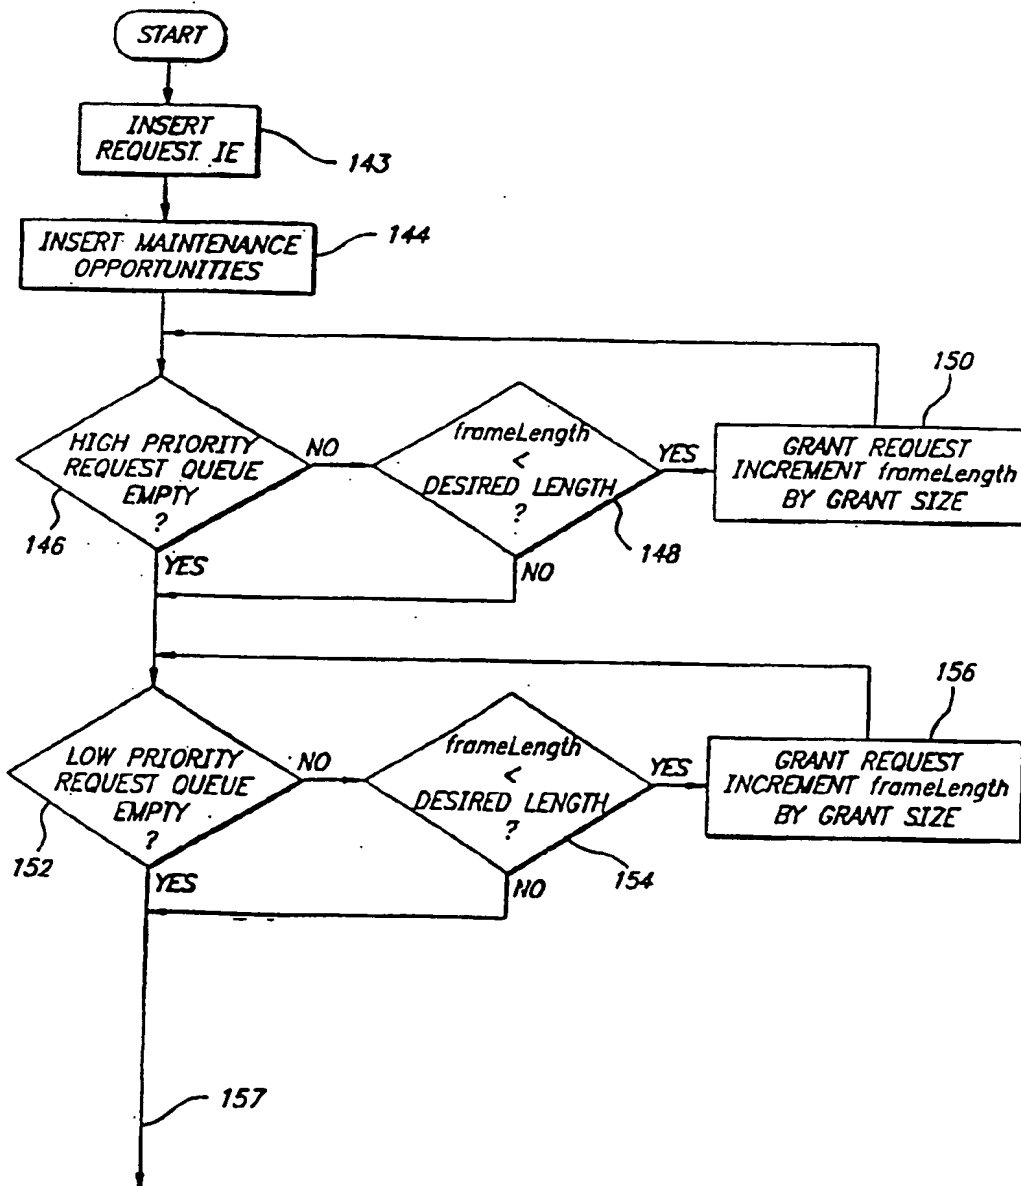 START
INSERT
REQUEST IE
143
INSERT MAINTENANCE
OPPORTUNITIES
144
HIGH PRIORITY
REQUEST QUEUE
EMPTY
?
146
NO
YES
frameLength
<
DESIRED LENGTH
?
148
YES
NO
150
GRANT REQUEST
INCREMENT frameLength
BY GRANT SIZE
LOW PRIORITY
REQUEST QUEUE
EMPTY
?
152
NO
YES
frameLength
<
DESIRED LENGTH
?
154
YES
NO
156
GRANT REQUEST
INCREMENT frameLength
BY GRANT SIZE
157